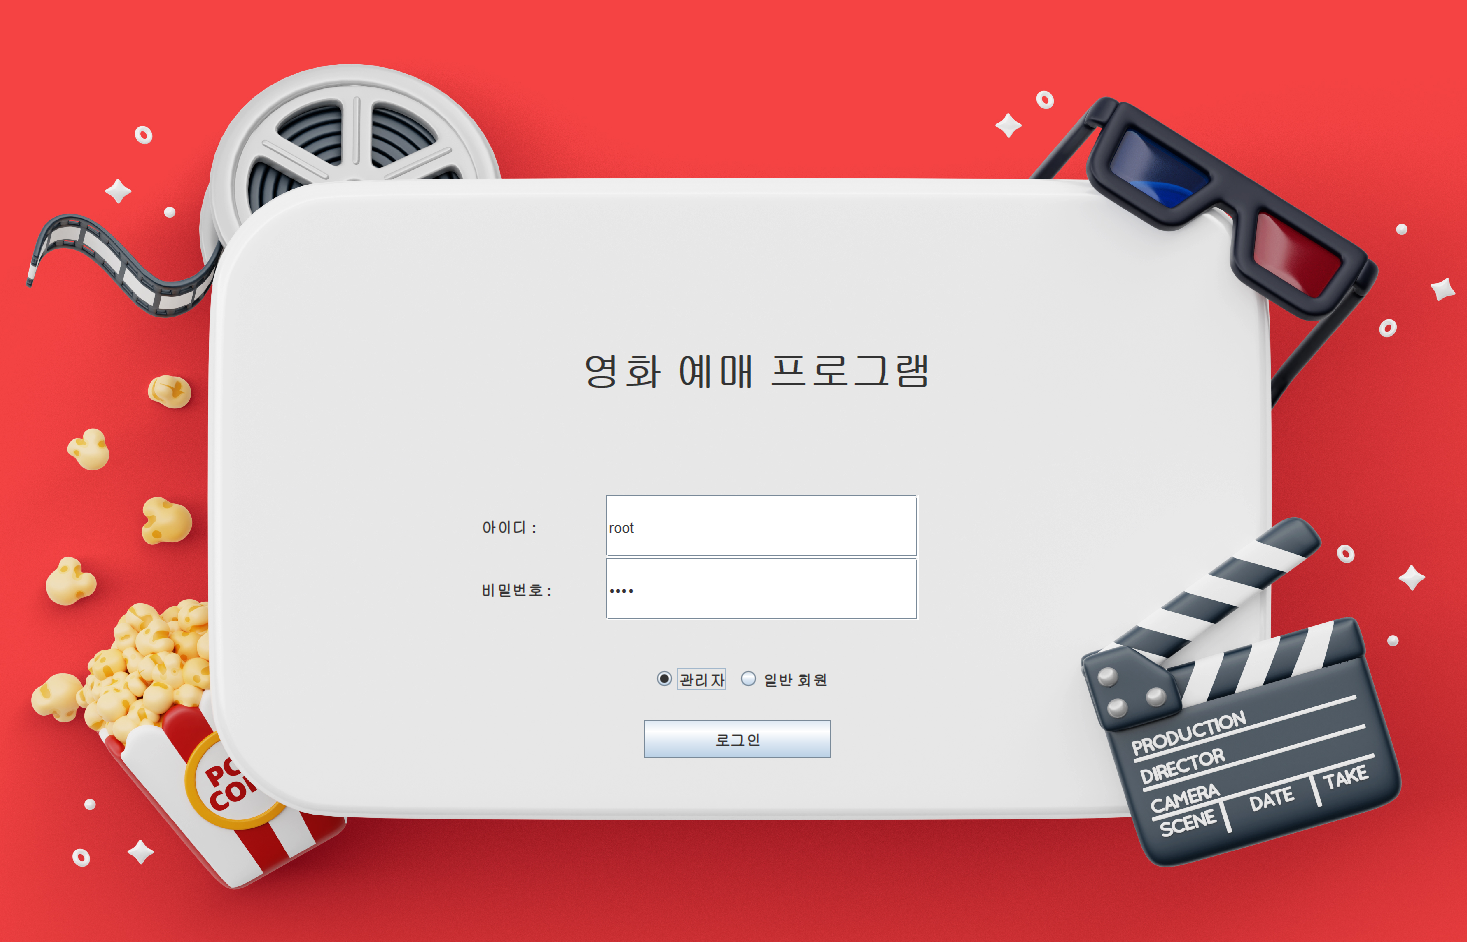 영화 예매 프로그램
아이디 :
root
비밀번호 :
••••
관리자 일반 회원
로그인
PRODUCTION
DIRECTOR
CAMERA
SCENE DATE TAKE